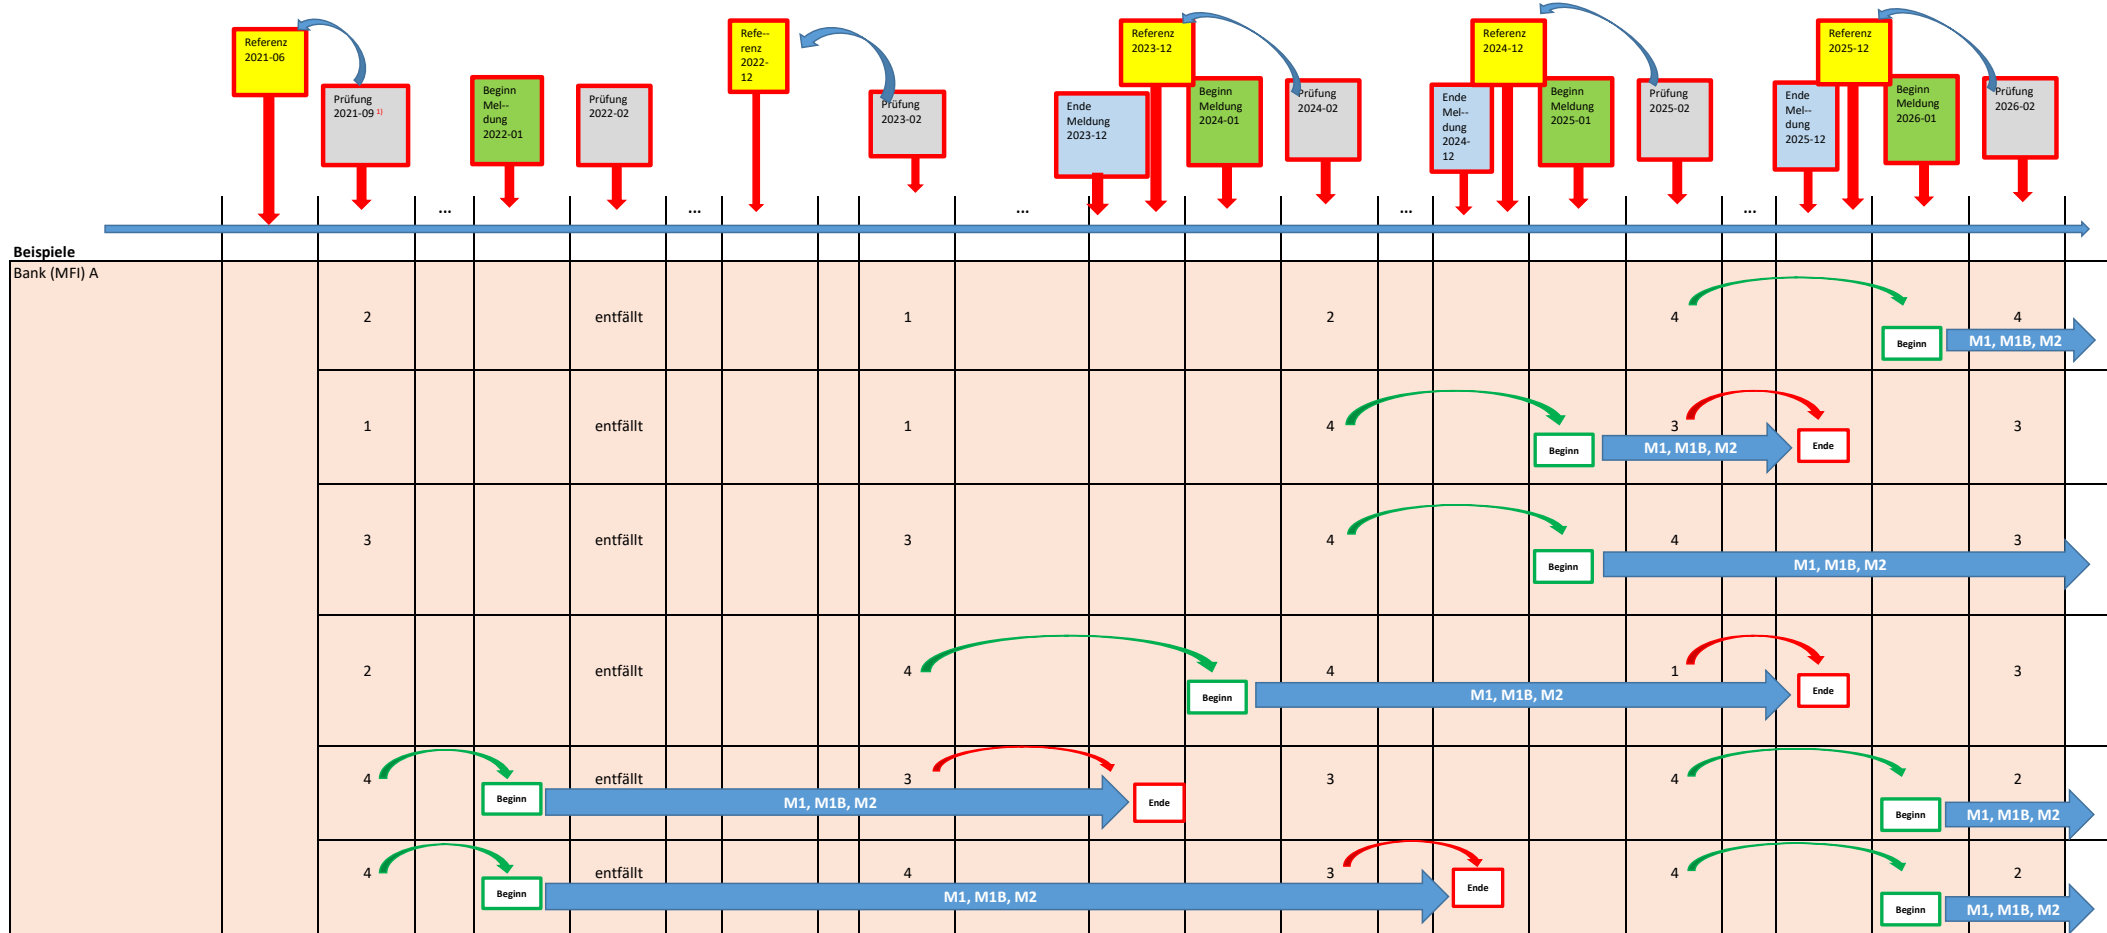 Referenz
2021-06
Prüfung
2021-09 1)
Beginn
Mel--
dung
2022-01
Prüfung
2022-02
Refe--
renz
2022-
12
Prüfung
2023-02
Ende
Meldung
2023-12
Referenz
2023-12
Beginn
Meldung
2024-01
Prüfung
2024-02
Ende
Mel--
dung
2024-
12
Referenz
2024-12
Beginn
Meldung
2025-01
Prüfung
2025-02
Ende
Mel--
dung
2025-12
Referenz
2025-12
Beginn
Meldung
2026-01
Prüfung
2026-02
... ... ... ... ...
Beispiele
Bank (MFI) A
2 entfällt 1 2 4 4
Beginn M1, M1B, M2
1 entfällt 1 4 3 3
Beginn M1, M1B, M2 Ende
3 entfällt 3 4 4 3
Beginn M1, M1B, M2
2 entfällt 4 4 1 3
Beginn M1, M1B, M2 Ende
4 entfällt 3 3 4 2
Beginn M1, M1B, M2 Ende Beginn M1, M1B, M2
4 entfällt 4 3 4 2
Beginn M1, M1B, M2 Ende Beginn M1, M1B, M2